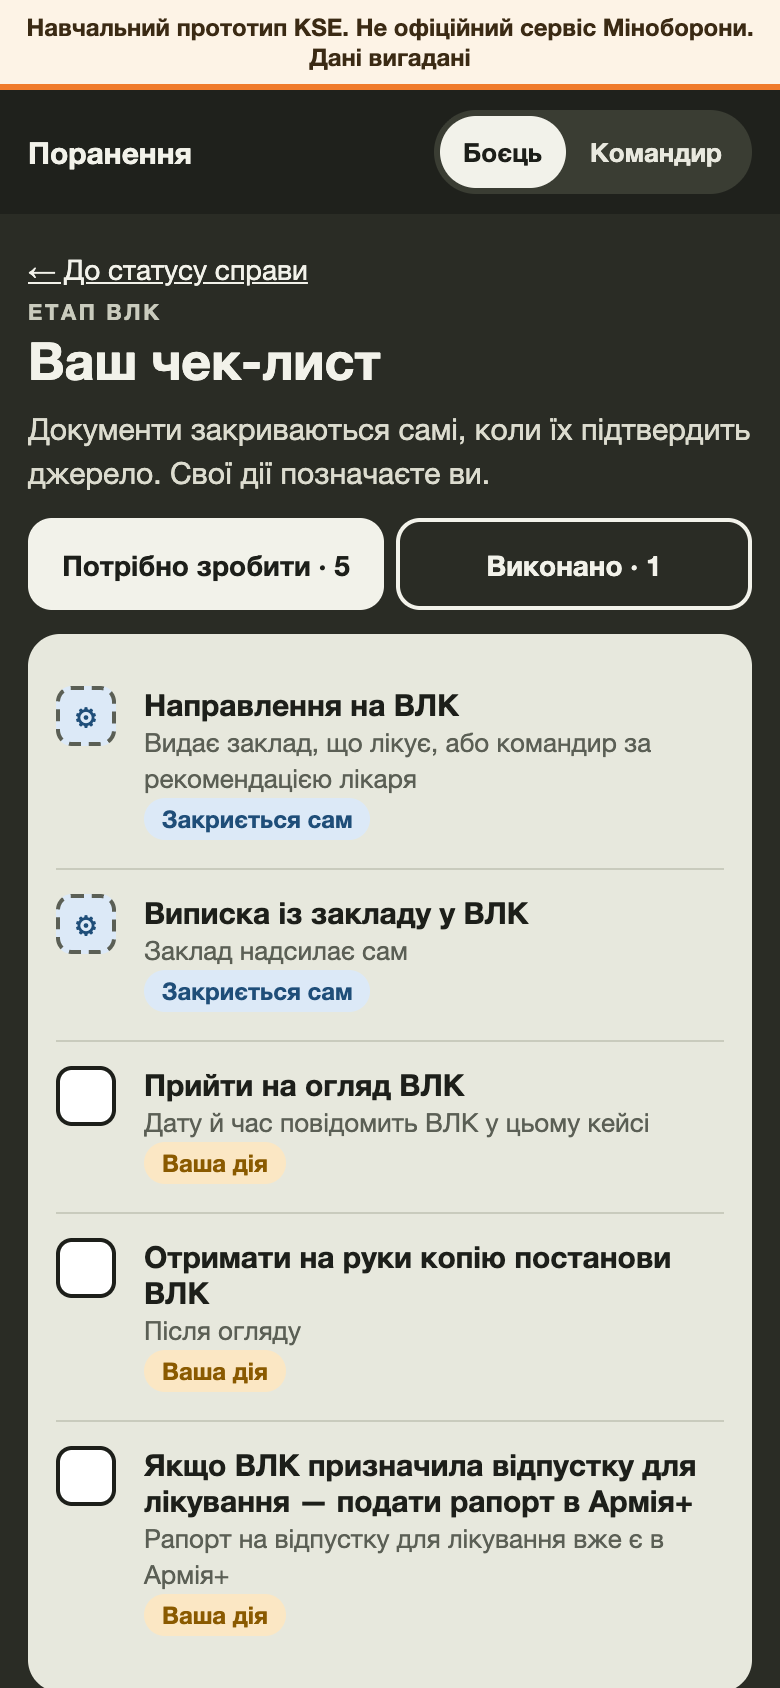 Навчальний прототип KSE. Не офіційний сервіс Міноборони.
Дані вигадані
Поранення
Боєць
Командир
← До статусу справи
ЕТАП ВЛК
Ваш чек-лист
Документи закриваються самі, коли їх підтвердить
джерело. Свої дії позначаєте ви.
Потрібно зробити · 5
Виконано · 1
Направлення на ВЛК
Видає заклад, що лікує, або командир за
рекомендацією лікаря
Закриється сам
Виписка із закладу у ВЛК
Заклад надсилає сам
Закриється сам
Прийти на огляд ВЛК
Дату й час повідомить ВЛК у цьому кейсі
Ваша дія
Отримати на руки копію постанови
ВЛК
Після огляду
Ваша дія
Якщо ВЛК призначила відпустку для
лікування — подати рапорт в Армія+
Рапорт на відпустку для лікування вже є в
Армія+
Ваша дія